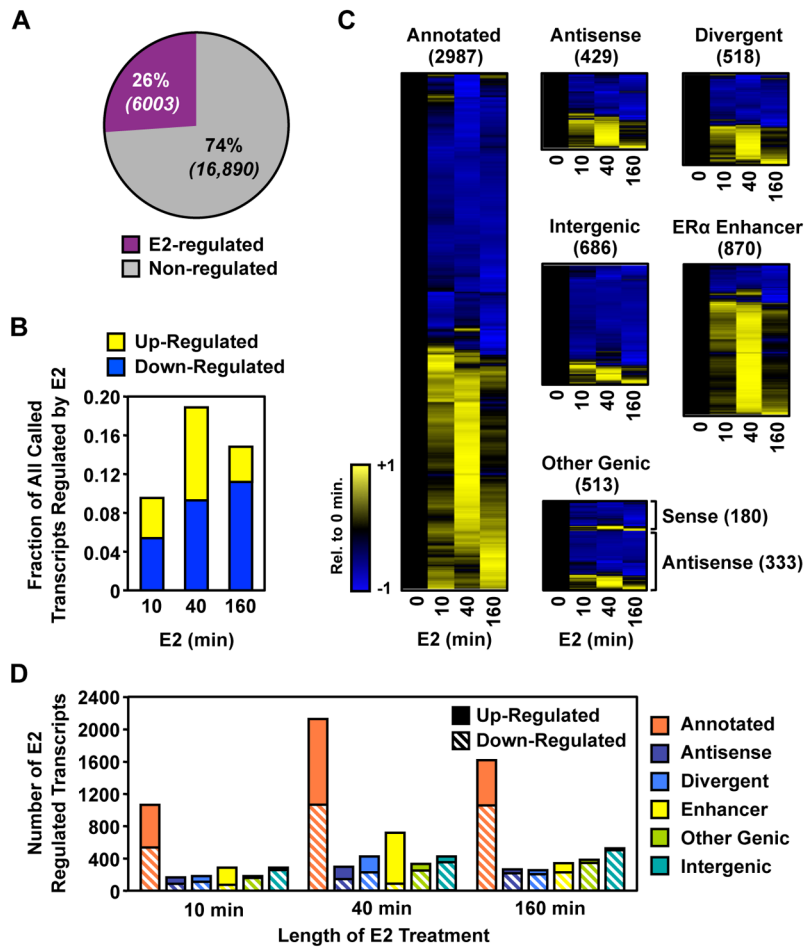 A
26%
(6003)
74%
(16,890)
E2-regulated
Non-regulated
B
Up-Regulated
Down-Regulated
Fraction of All Called
Transcripts Regulated by E2
0.20
0.16
0.12
0.08
0.04
0
10 40 160
E2 (min)
C
Annotated
(2987)
0 10 40 160
E2 (min)
+1
Rel. to 0 min.
-1
Antisense
(429)
0 10 40 160
Divergent
(518)
0 10 40 160
Intergenic
(686)
0 10 40 160
ERα Enhancer
(870)
0 10 40 160
Other Genic
(513)
Sense (180)
Antisense (333)
0 10 40 160
E2 (min)
D
Number of E2
Regulated Transcripts
2400
2000
1600
1200
800
400
0
Up-Regulated
Down-Regulated
10 min 40 min 160 min
Length of E2 Treatment
Annotated
Antisense
Divergent
Enhancer
Other Genic
Intergenic